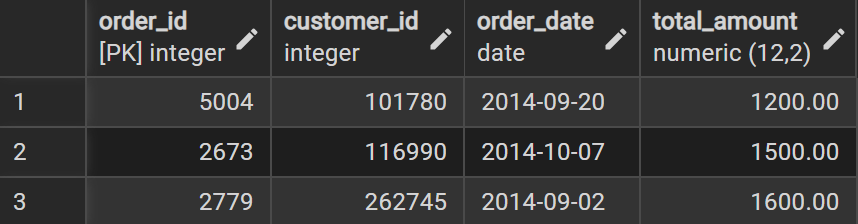 order_id customer_id order_date total_amount
[PK] integer integer date numeric (12,2)
1 5004 101780 2014-09-20 1200.00
2 2673 116990 2014-10-07 1500.00
3 2779 262745 2014-09-02 1600.00